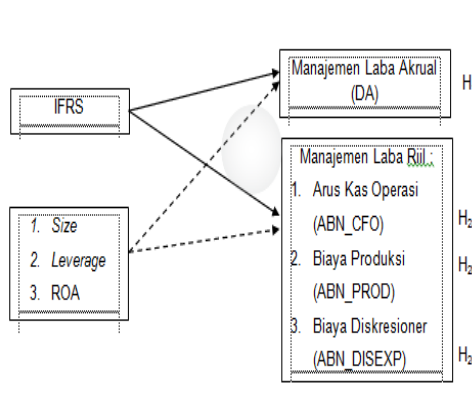 IFRS
1. Size
2. Leverage
3. ROA
Manajemen Laba Akrual
(DA)
H
Manajemen Laba Riil :
1. Arus Kas Operasi
(ABN_CFO)
H2
2. Biaya Produksi
H2
(ABN_PROD)
3. Biaya Diskresioner
(ABN_DISEXP)
H2